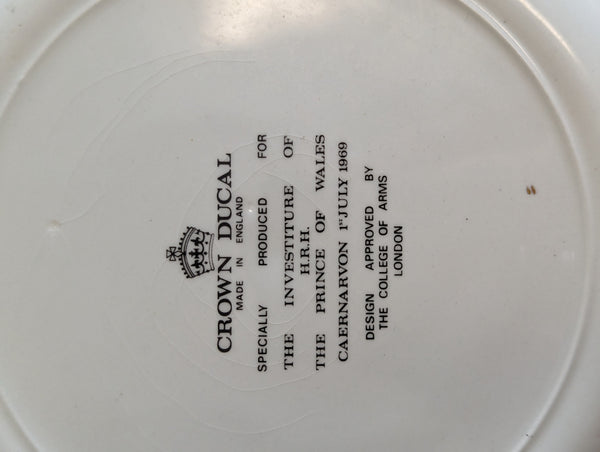 CROWN DUCAL
MADE IN ENGLAND
SPECIALLY PRODUCED FOR
THE INVESTITURE OF
H.R.H.
THE PRINCE OF WALES
CAERNARVON 1ST JULY 1969
DESIGN APPROVED BY
THE COLLEGE OF ARMS
LONDON